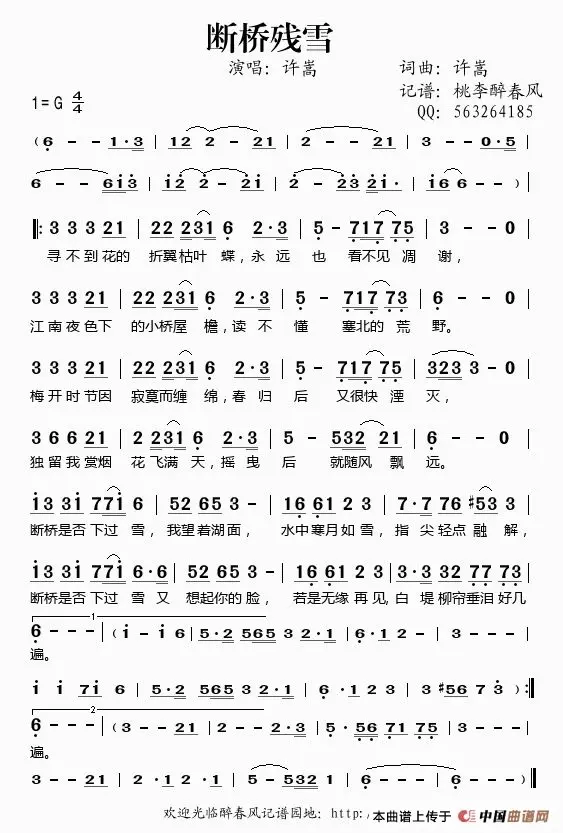 断桥残雪
演唱：许嵩 词曲：许嵩
1=G 4/4 记谱：桃李醉春风
QQ：563264185
(6 - - 1·3 | 12 2 - 21 | 2 - - 21 | 3 - - 0·5 |
6 - - 613 | 12 2 - 21 | 2 - 23 21· | 16 6 - - ) |
‖: 3 3 3 21 | 22 231 6 2·3 | 5 - 717 75 | 3 - - 0 |
寻不到花的 折翼枯叶 蝶，永 远 也 看不见 凋 谢，
3 3 3 21 | 22 231 6 2·3 | 5 - 717 73 | 6 - - 0 |
江南夜色下 的小桥屋 檐，读 不 懂 塞北的 荒 野。
3 3 3 21 | 22 231 6 2·3 | 5 - 717 75 | 323 3 - 0 |
梅开时节因 寂寞而缠 绵，春 归 后 又很快 湮 灭，
3 6 6 21 | 2 231 6 2·3 | 5 - 532 21 | 6 - - 0 |
独留我赏烟 花飞满 天，摇 曳 后 就随风 飘 远。
13 31 771 6 | 52 65 3 - | 16 61 2 3 | 7·7 76 #53 3 |
断桥是否 下过 雪，我望着湖面， 水中寒月如雪，指尖轻点融解，
13 31 771 6·6 | 52 65 3 - | 16 61 2 3 | 3·3 32 77 73 |
断桥是否 下过 雪 又 想起你的脸， 若是无缘再见，白 堤柳帘垂泪好几
1
6 - - - | (i - i 6 | 5·2 565 3 2·1 | 6·1 2 3 |
遍。
i i 7i 6 | 5·2 565 3 2·1 | 6 ·1 2 3 | #56 7 3 ) :‖
2
6 - - - | (3 - - 21 | 2 - - 2·3 | 5·56 71 75 |
遍。
3 - - 21 | 2 - 2·3 | 5 - 532 1 | 6 - - - | 6 - - - ) ‖
欢迎光临醉春风记谱园地：http:
本曲谱上传于 中国曲谱网